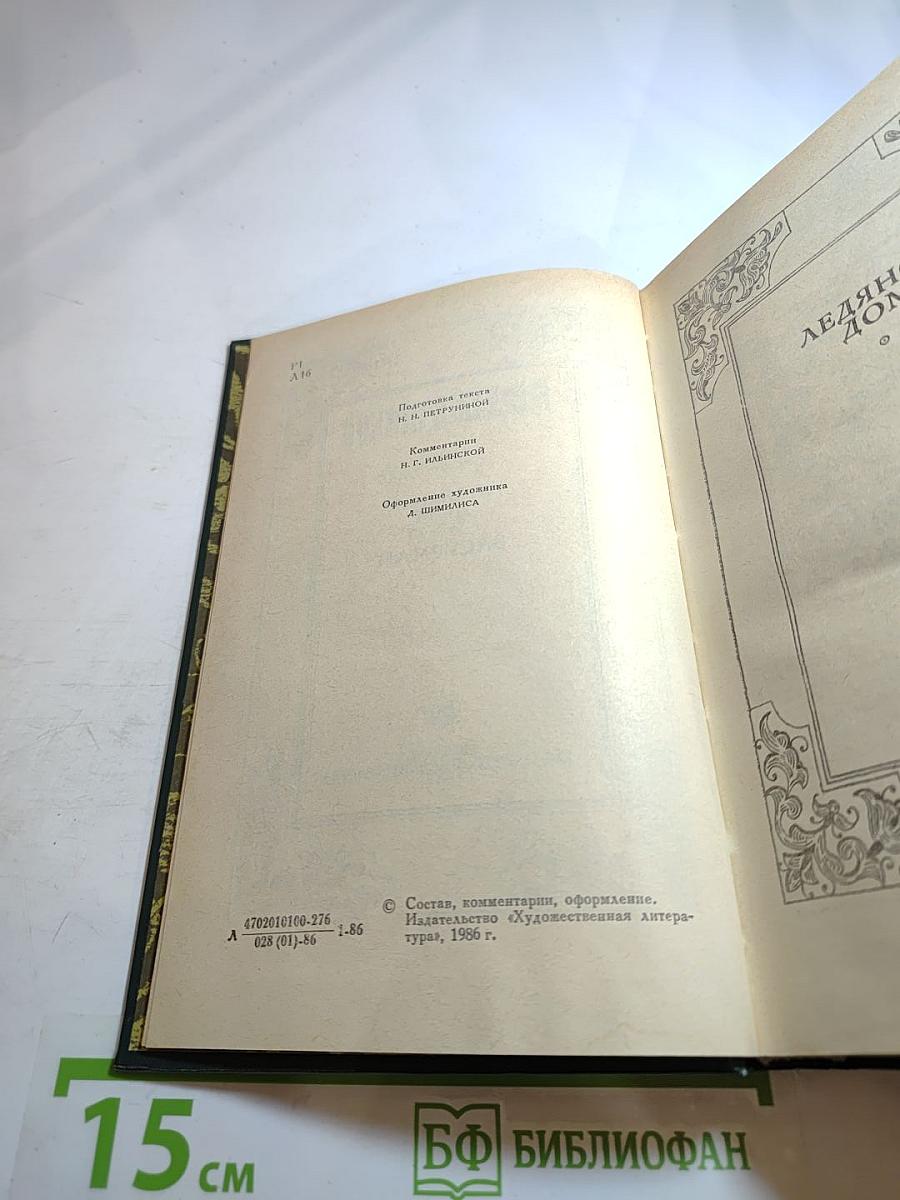 Р1
Л16
Подготовка текста
Н. Н. ПЕТРУНИНОЙ
Комментарии
Н. Г. ИЛЬИНСКОЙ
Оформление художника
Д. ШИМИЛИСА
Л 4702010100-276 1-86
028 (01)-86
© Состав, комментарии, оформление.
Издательство «Художественная литера-
тура», 1986 г.
ЛЕДЯН
ДОМ
15 см
БФ БИБЛИОФАН